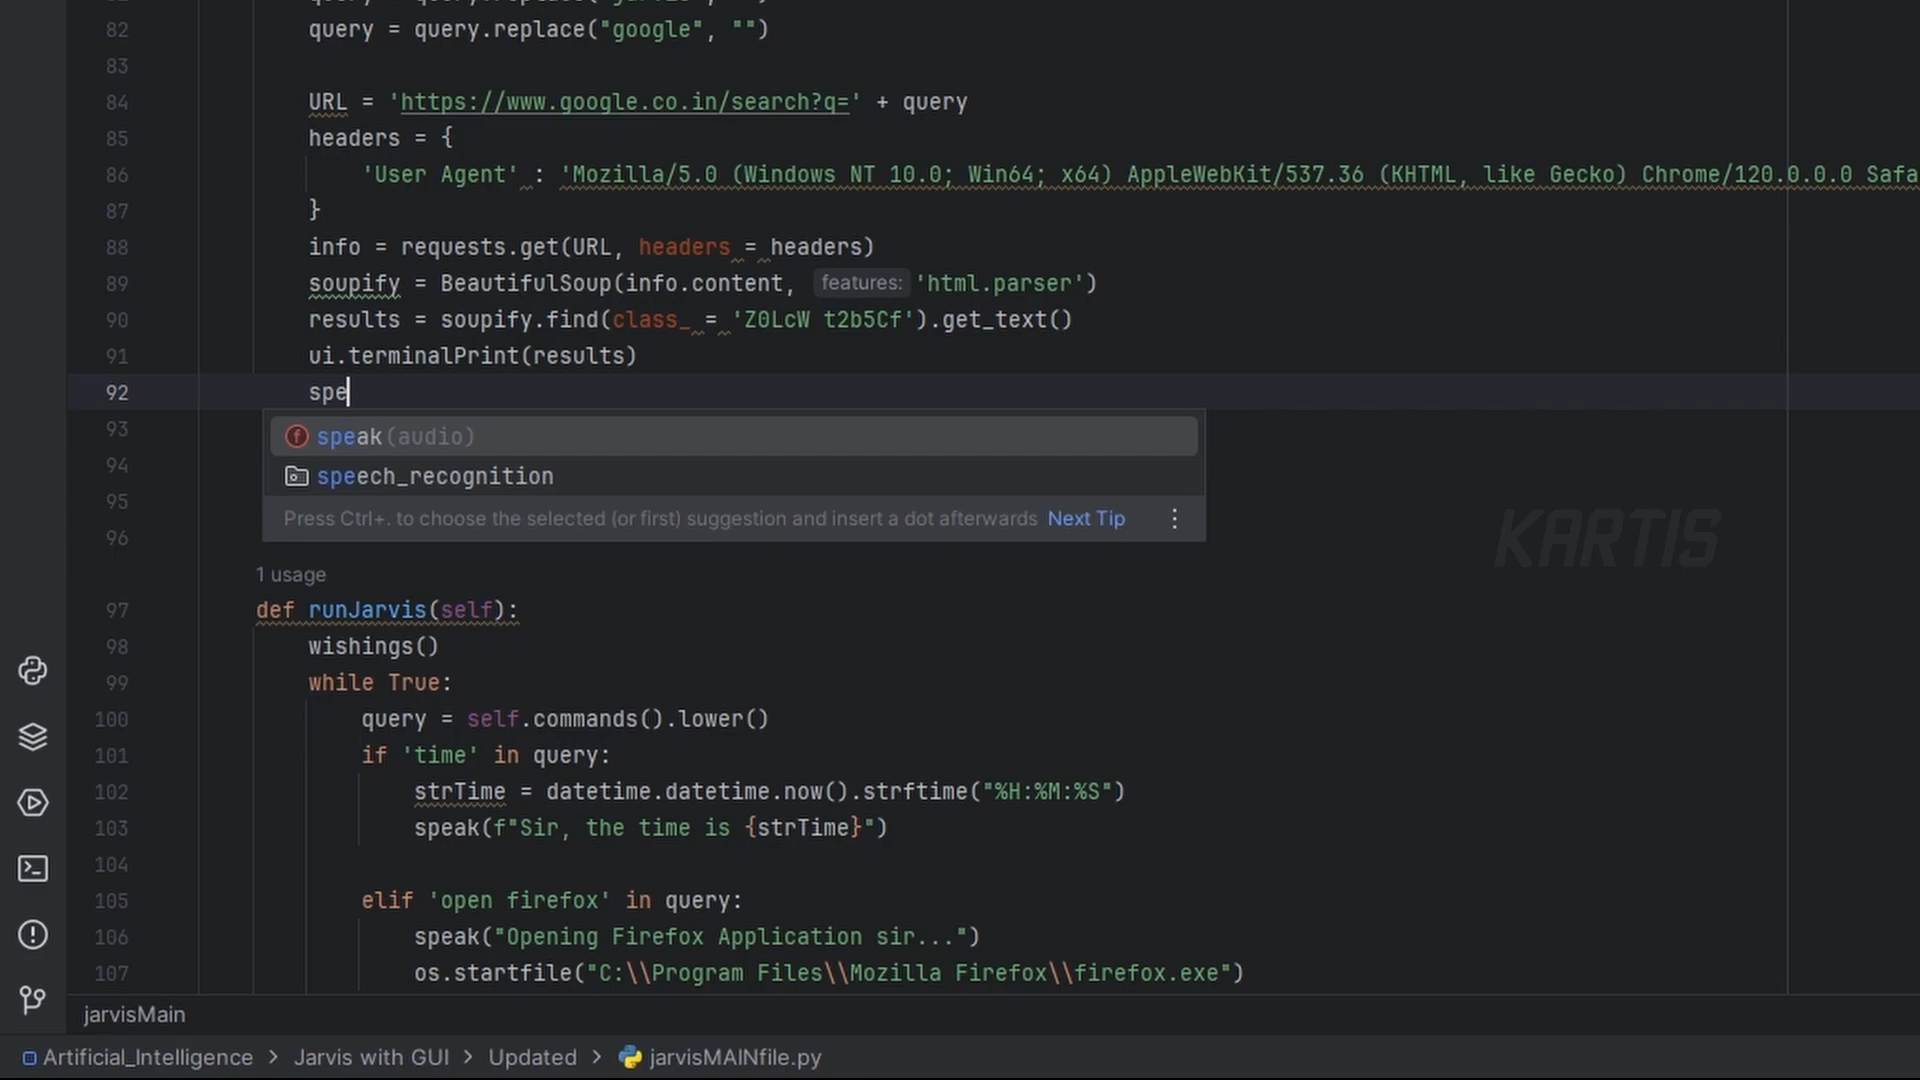 82 query = query.replace("google", "")
83
84 URL = 'https://www.google.co.in/search?q=' + query
85 headers = {
86 'User Agent' : 'Mozilla/5.0 (Windows NT 10.0; Win64; x64) AppleWebKit/537.36 (KHTML, like Gecko) Chrome/120.0.0.0 Safa
87 }
88 info = requests.get(URL, headers = headers)
89 soupify = BeautifulSoup(info.content, features: 'html.parser')
90 results = soupify.find(class_ = 'Z0LcW t2b5Cf').get_text()
91 ui.terminalPrint(results)
92 spe
93 speak(audio)
94 speech_recognition
95 Press Ctrl+. to choose the selected (or first) suggestion and insert a dot afterwards Next Tip
96
KARTIS
1 usage
97 def runJarvis(self):
98 wishings()
99 while True:
100 query = self.commands().lower()
101 if 'time' in query:
102 strTime = datetime.datetime.now().strftime("%H:%M:%S")
103 speak(f"Sir, the time is {strTime}")
104
105 elif 'open firefox' in query:
106 speak("Opening Firefox Application sir...")
107 os.startfile("C:\\Program Files\\Mozilla Firefox\\firefox.exe")
jarvisMain
Artificial_Intelligence > Jarvis with GUI > Updated > jarvisMAINfile.py